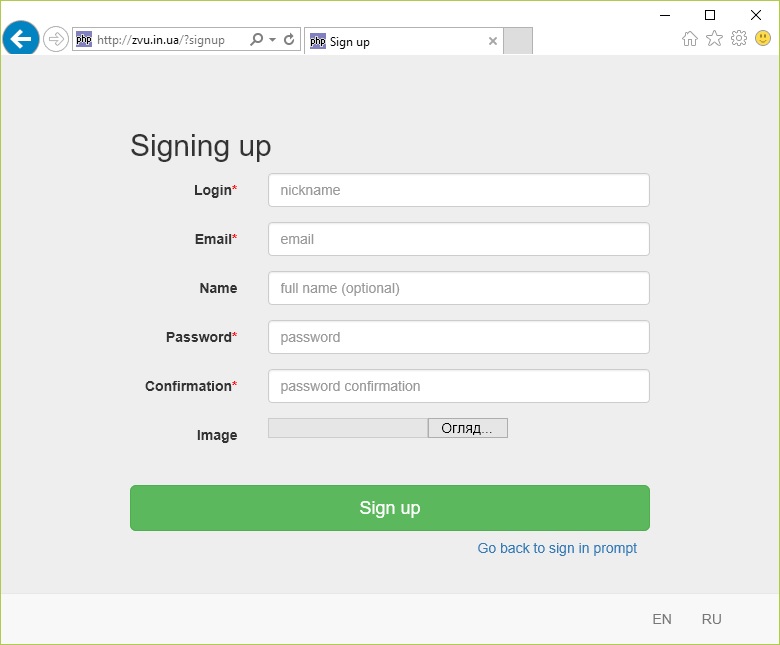 php http://zvu.in.ua/?signup
php Sign up
Signing up
Login* nickname
Email* email
Name full name (optional)
Password* password
Confirmation* password confirmation
Image Огляд...
Sign up
Go back to sign in prompt
EN RU